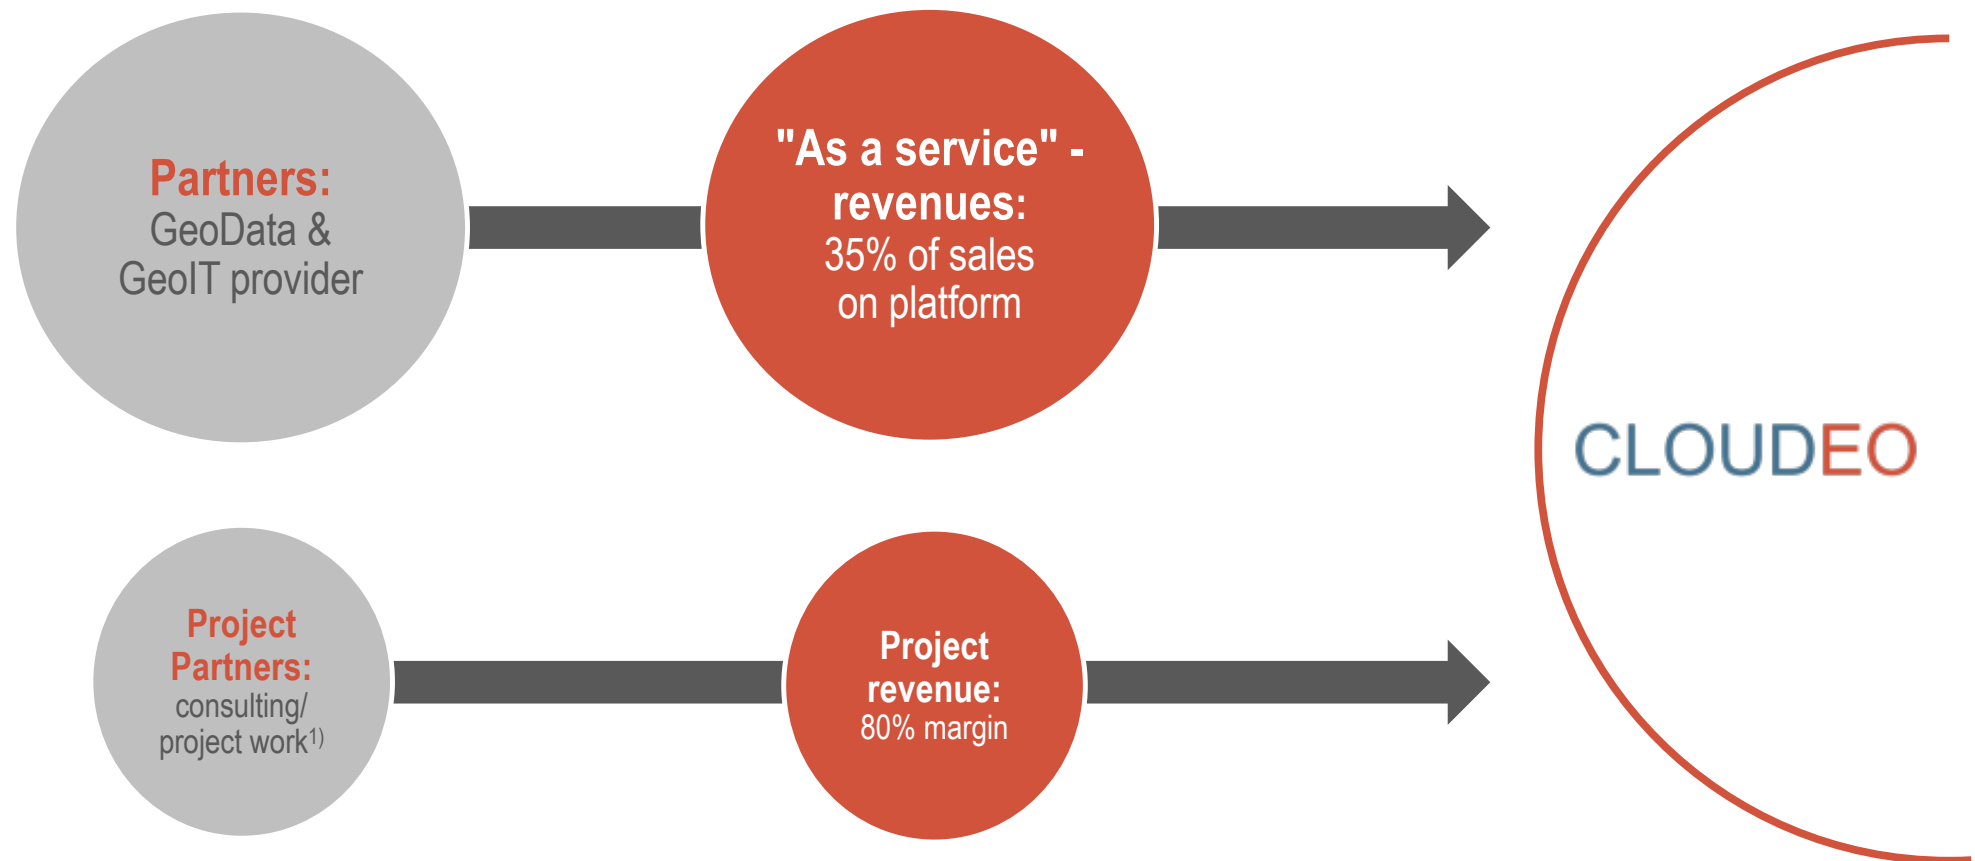 Partners:
GeoData &
GeoIT provider
"As a service" -
revenues:
35% of sales
on platform
CLOUDEO
Project
Partners:
consulting/
project work¹⁾
Project
revenue:
80% margin